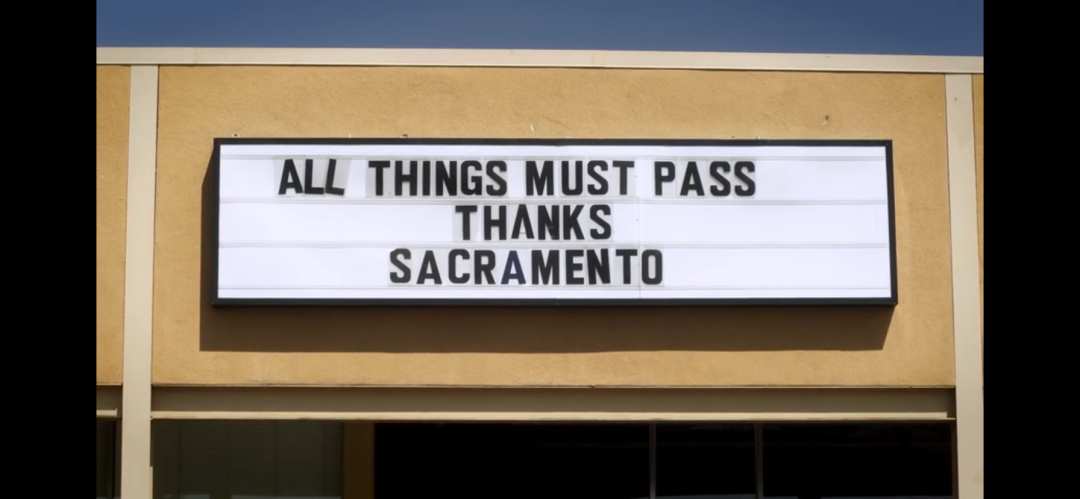 ALL THINGS MUST PASS
THANKS
SACRAMENTO